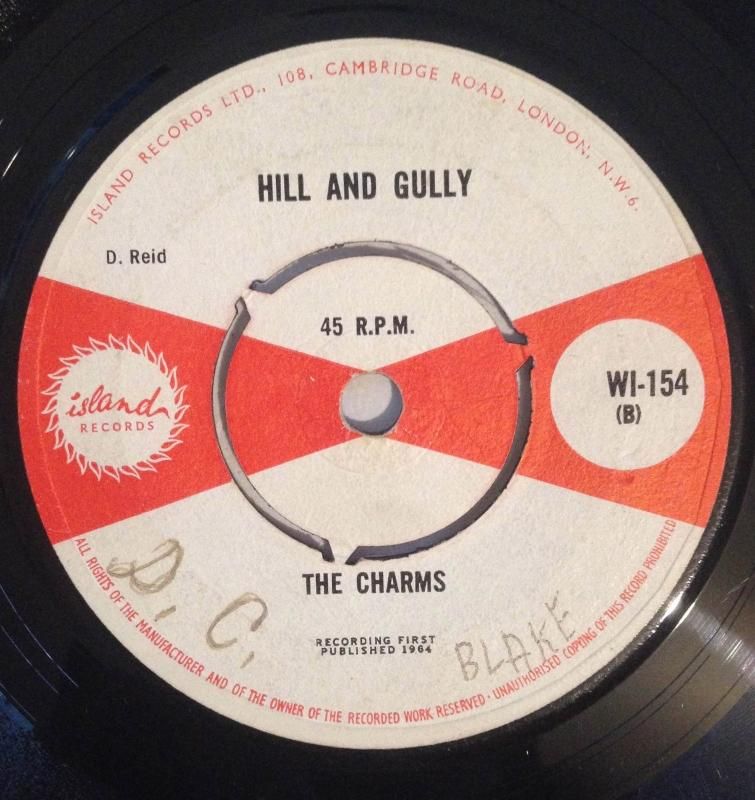 ISLAND RECORDS LTD., 108, CAMBRIDGE ROAD, LONDON, N.W.6.
HILL AND GULLY
D. Reid
45 R.P.M.
island
RECORDS
WI-154
(B)
THE CHARMS
D. C.
RECORDING FIRST
PUBLISHED 1964
BLAKE
ALL RIGHTS OF THE MANUFACTURER AND OF THE OWNER OF THE RECORDED WORK RESERVED · UNAUTHORISED COPYING OF THIS RECORD PROHIBITED